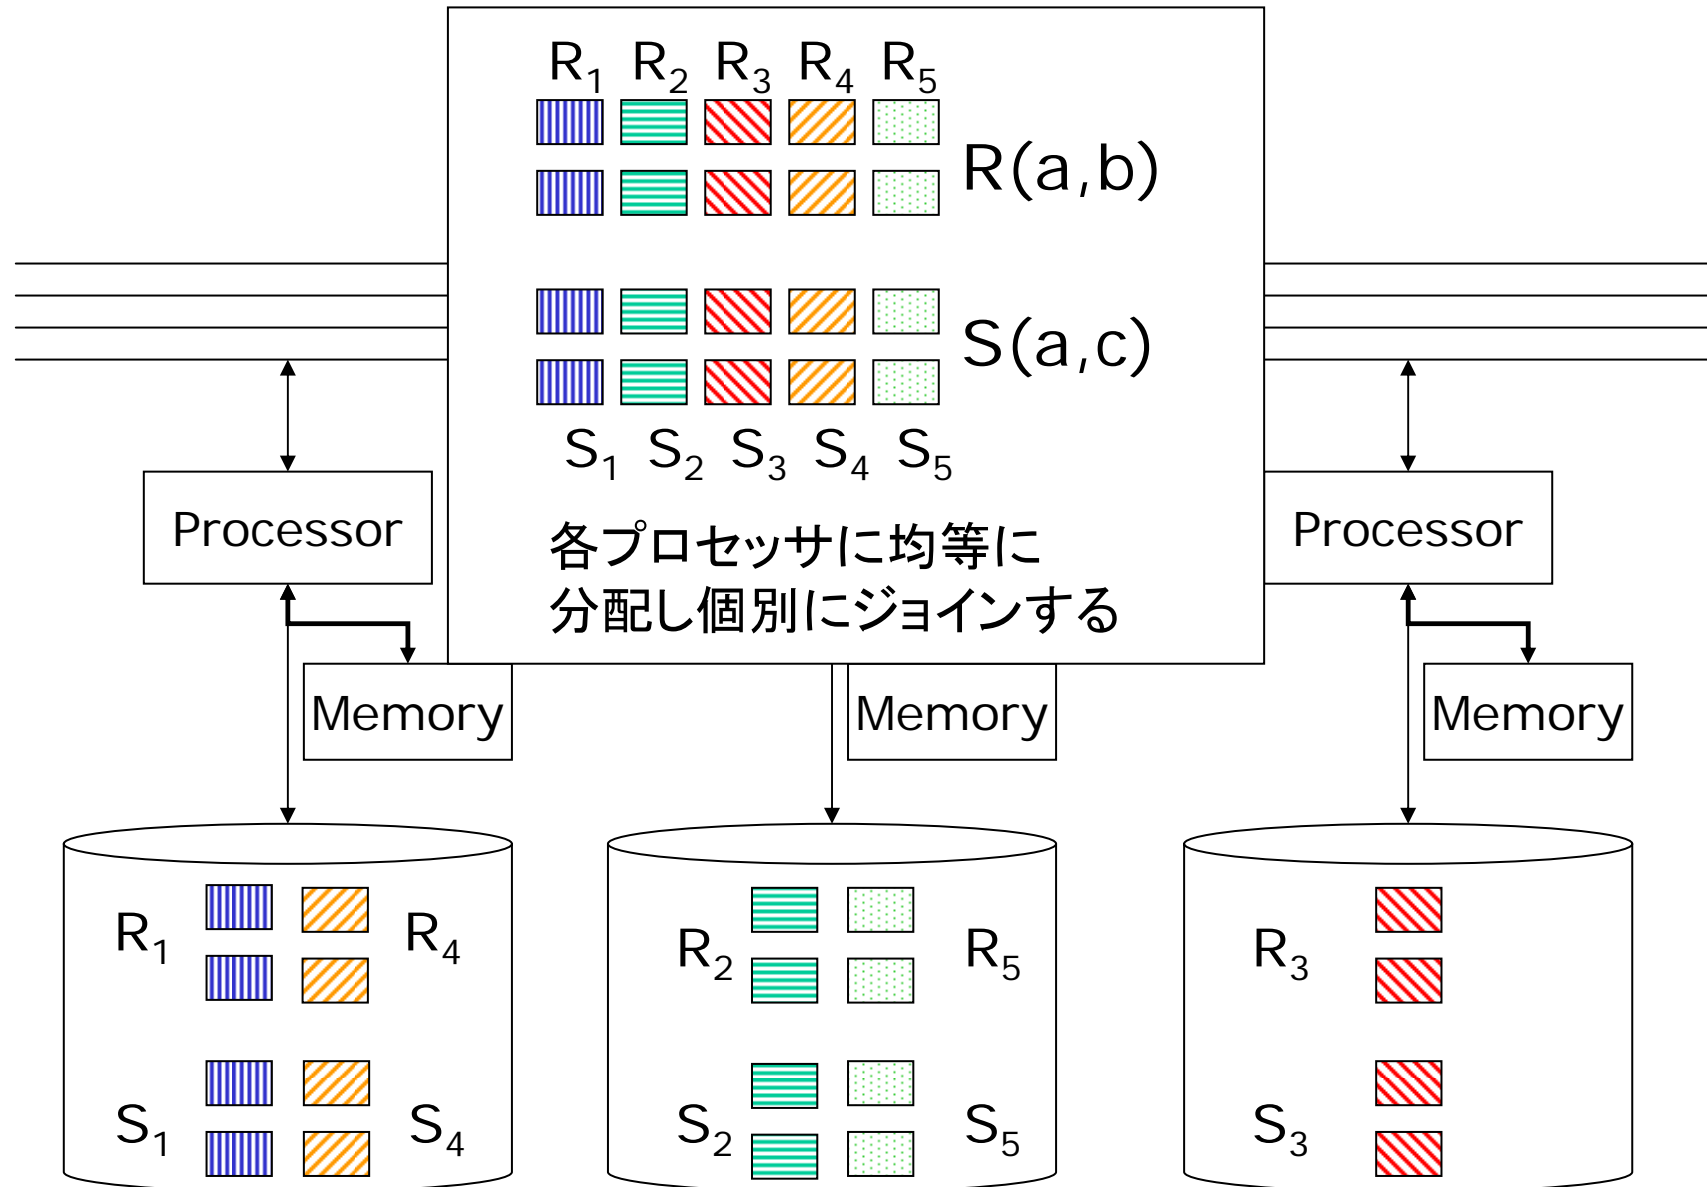 R1 R2 R3 R4 R5
R(a,b)
S(a,c)
S1 S2 S3 S4 S5
各プロセッサに均等に
分配し個別にジョインする
Processor
Processor
Memory
Memory
Memory
R1 R4
S1 S4
R2 R5
S2 S5
R3
S3